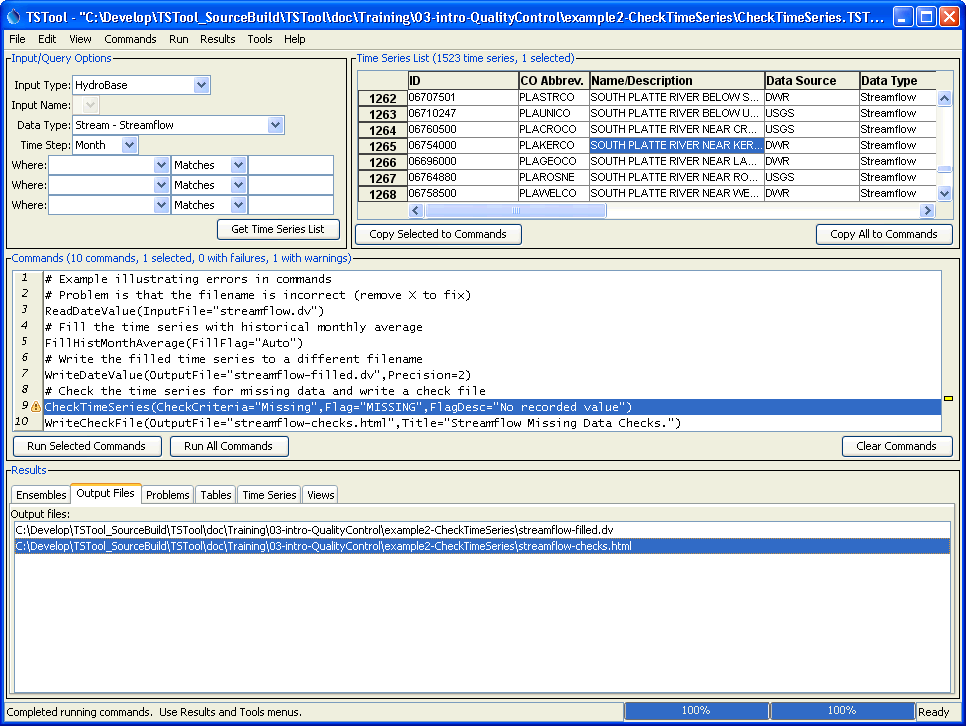 TSTool - "C:\Develop\TSTool_SourceBuild\TSTool\doc\Training\03-intro-QualityControl\example2-CheckTimeSeries\CheckTimeSeries.TST...
File Edit View Commands Run Results Tools Help
Input/Query Options
Input Type: HydroBase
Input Name:
Data Type: Stream - Streamflow
Time Step: Month
Where: Matches
Where: Matches
Where: Matches
Get Time Series List
Time Series List (1523 time series, 1 selected)
ID CO Abbrev. Name/Description Data Source Data Type
1262 06707501 PLASTRCO SOUTH PLATTE RIVER BELOW S... DWR Streamflow
1263 06710247 PLAUNICO SOUTH PLATTE RIVER BELOW U... USGS Streamflow
1264 06760500 PLACROCO SOUTH PLATTE RIVER NEAR CR... USGS Streamflow
1265 06754000 PLAKERCO SOUTH PLATTE RIVER NEAR KER... DWR Streamflow
1266 06696000 PLAGEOCO SOUTH PLATTE RIVER NEAR LA... DWR Streamflow
1267 06764880 PLAROSNE SOUTH PLATTE RIVER NEAR RO... USGS Streamflow
1268 06758500 PLAWELCO SOUTH PLATTE RIVER NEAR WE... DWR Streamflow
Copy Selected to Commands Copy All to Commands
Commands (10 commands, 1 selected, 0 with failures, 1 with warnings)
1 # Example illustrating errors in commands
2 # Problem is that the filename is incorrect (remove X to fix)
3 ReadDateValue(InputFile="streamflow.dv")
4 # Fill the time series with historical monthly average
5 FillHistMonthAverage(FillFlag="Auto")
6 # Write the filled time series to a different filename
7 WriteDateValue(OutputFile="streamflow-filled.dv",Precision=2)
8 # Check the time series for missing data and write a check file
9 CheckTimeSeries(CheckCriteria="Missing",Flag="MISSING",FlagDesc="No recorded value")
10 WriteCheckFile(OutputFile="streamflow-checks.html",Title="Streamflow Missing Data Checks.")
Run Selected Commands Run All Commands Clear Commands
Results
Ensembles Output Files Problems Tables Time Series Views
Output files:
C:\Develop\TSTool_SourceBuild\TSTool\doc\Training\03-intro-QualityControl\example2-CheckTimeSeries\streamflow-filled.dv
C:\Develop\TSTool_SourceBuild\TSTool\doc\Training\03-intro-QualityControl\example2-CheckTimeSeries\streamflow-checks.html
Completed running commands. Use Results and Tools menus. 100% 100% Ready